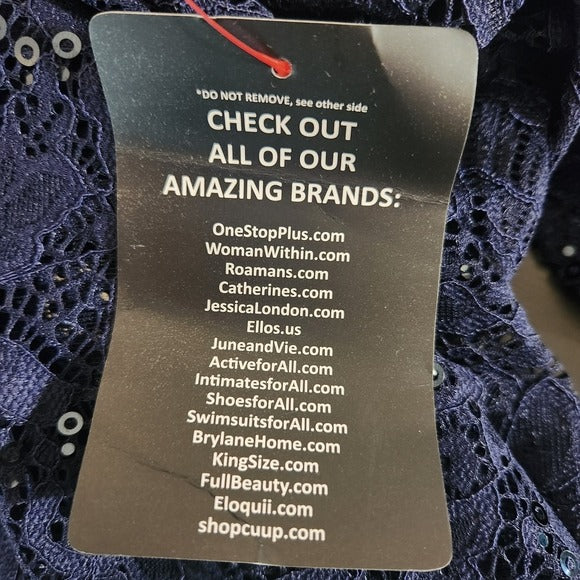 *DO NOT REMOVE, see other side
CHECK OUT
ALL OF OUR
AMAZING BRANDS:
OneStopPlus.com
WomanWithin.com
Roamans.com
Catherines.com
JessicaLondon.com
Ellos.us
JuneandVie.com
ActiveforAll.com
IntimatesforAll.com
ShoesforAll.com
SwimsuitsforAll.com
BrylaneHome.com
KingSize.com
FullBeauty.com
Eloquii.com
shopcuup.com